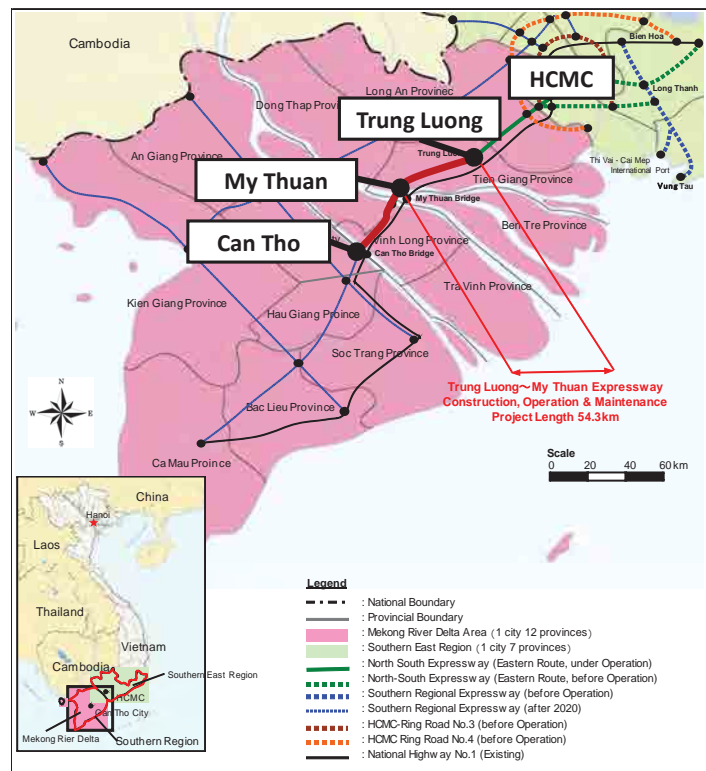 Cambodia
HCMC
Bien Hoa
Long Thanh
Long An Provinec
Dong Thap Provi
Trung Luong
Trung Lu
Thi Vai - Cai Mep
International Port
Vung Tau
An Giang Province
Tien Giang Province
My Thuan
My Thuan Bridge
Ben Tre Province
Can Tho
Vinh Long Province
Can Tho Bridge
Tra Vinh Province
Kien Giang Province
Hau Giang Proince
Soc Trang Province
Bac Lieu Province
Ca Mau Proince
Trung Luong~My Thuan Expressway
Construction, Operation & Maintenance
Project Length 54.3km
N
W E
S
Scale
0 20 40 60 km
China
Hanoi
Laos
Thailand
Vietnam
Cambodia
Southern East Region
HCMC
Can Tho City
Mekong Rier Delta
Southern Region
Legend
: National Boundary
: Provincial Boundary
: Mekong River Delta Area (1 city 12 provinces)
: Southern East Region (1 city 7 provinces)
: North South Expressway (Eastern Route, under Operation)
: North-South Expressway (Eastern Route, before Operation)
: Southern Regional Expressway (before Operation)
: Southern Regional Expressway (after 2020)
: HCMC-Ring Road No.3 (before Operation)
: HCMC Ring Road No.4 (before Operation)
: National Highway No.1 (Existing)